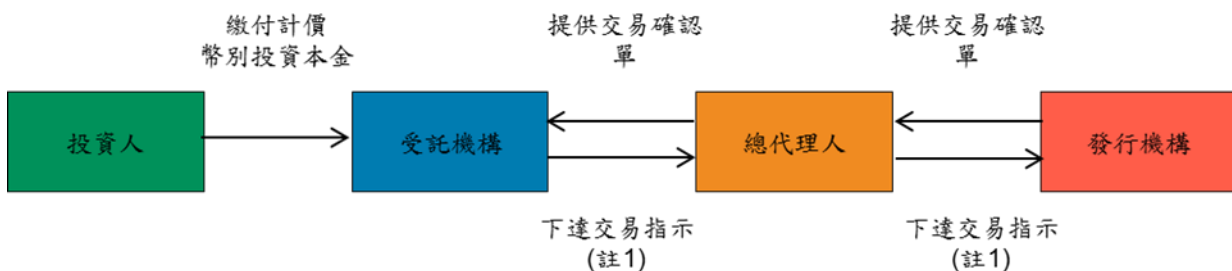 繳付計價
幣別投資本金
提供交易確認
單
提供交易確認
單
投資人
受託機構
總代理人
發行機構
下達交易指示
(註1)
下達交易指示
(註1)